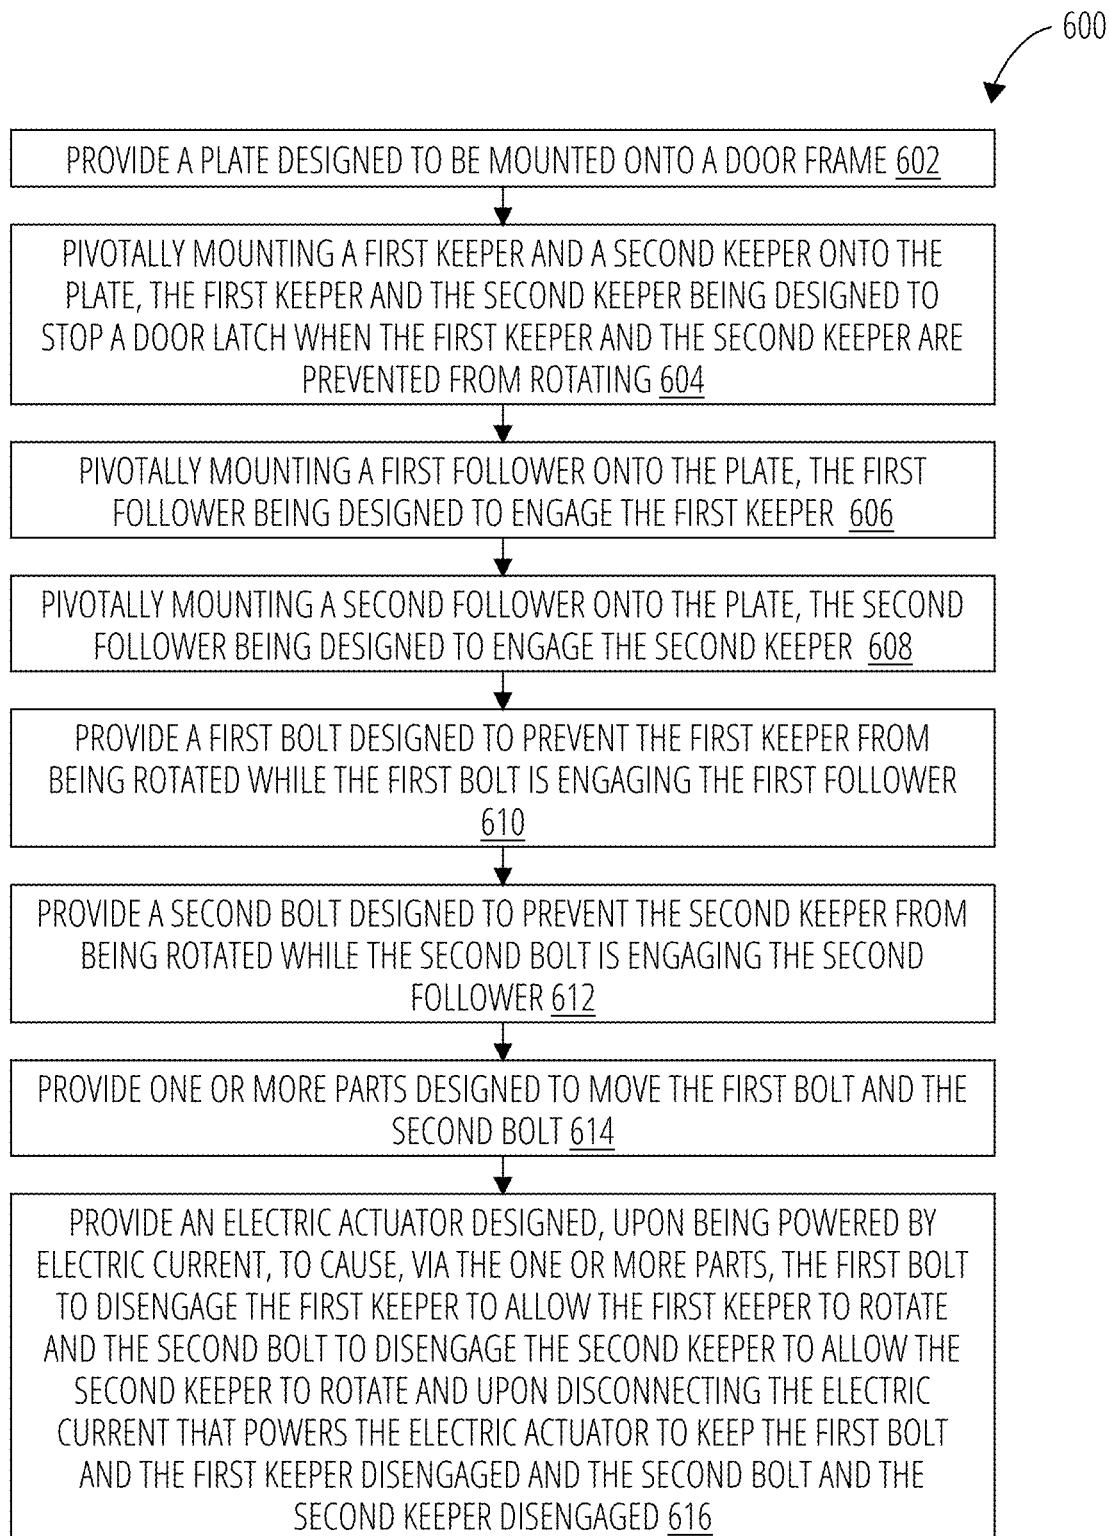 600
PROVIDE A PLATE DESIGNED TO BE MOUNTED ONTO A DOOR FRAME 602
PIVOTALLY MOUNTING A FIRST KEEPER AND A SECOND KEEPER ONTO THE
PLATE, THE FIRST KEEPER AND THE SECOND KEEPER BEING DESIGNED TO
STOP A DOOR LATCH WHEN THE FIRST KEEPER AND THE SECOND KEEPER ARE
PREVENTED FROM ROTATING 604
PIVOTALLY MOUNTING A FIRST FOLLOWER ONTO THE PLATE, THE FIRST
FOLLOWER BEING DESIGNED TO ENGAGE THE FIRST KEEPER 606
PIVOTALLY MOUNTING A SECOND FOLLOWER ONTO THE PLATE, THE SECOND
FOLLOWER BEING DESIGNED TO ENGAGE THE SECOND KEEPER 608
PROVIDE A FIRST BOLT DESIGNED TO PREVENT THE FIRST KEEPER FROM
BEING ROTATED WHILE THE FIRST BOLT IS ENGAGING THE FIRST FOLLOWER
610
PROVIDE A SECOND BOLT DESIGNED TO PREVENT THE SECOND KEEPER FROM
BEING ROTATED WHILE THE SECOND BOLT IS ENGAGING THE SECOND
FOLLOWER 612
PROVIDE ONE OR MORE PARTS DESIGNED TO MOVE THE FIRST BOLT AND THE
SECOND BOLT 614
PROVIDE AN ELECTRIC ACTUATOR DESIGNED, UPON BEING POWERED BY
ELECTRIC CURRENT, TO CAUSE, VIA THE ONE OR MORE PARTS, THE FIRST BOLT
TO DISENGAGE THE FIRST KEEPER TO ALLOW THE FIRST KEEPER TO ROTATE
AND THE SECOND BOLT TO DISENGAGE THE SECOND KEEPER TO ALLOW THE
SECOND KEEPER TO ROTATE AND UPON DISCONNECTING THE ELECTRIC
CURRENT THAT POWERS THE ELECTRIC ACTUATOR TO KEEP THE FIRST BOLT
AND THE FIRST KEEPER DISENGAGED AND THE SECOND BOLT AND THE
SECOND KEEPER DISENGAGED 616